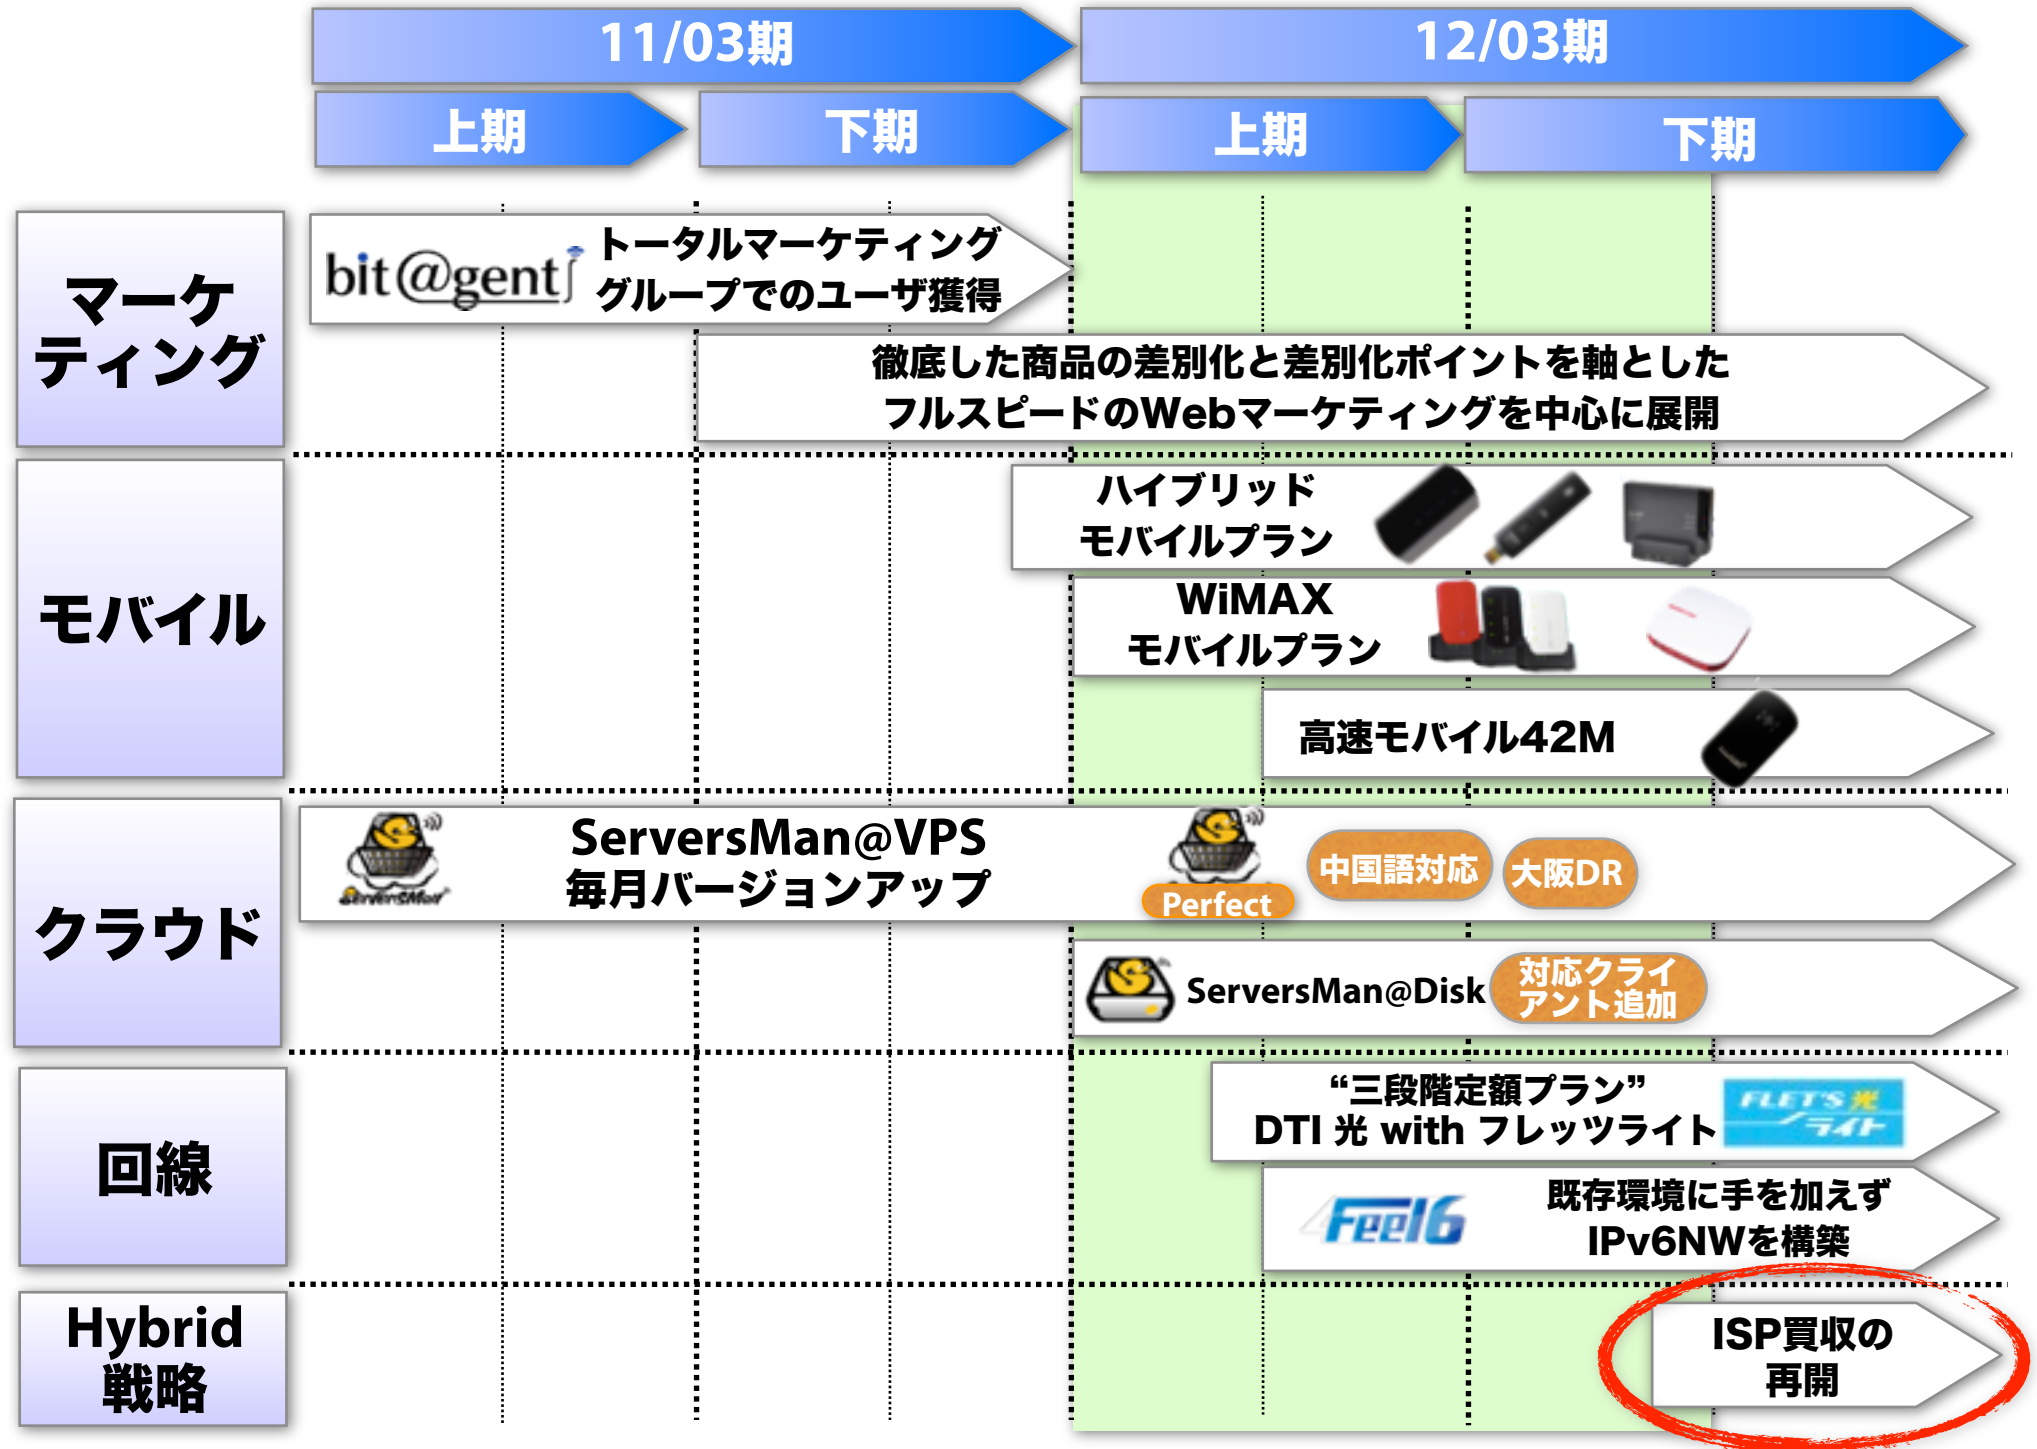 11/03期
12/03期
上期
下期
上期
下期
マーケ
ティング
bit@gent
トータルマーケティング
グループでのユーザ獲得
徹底した商品の差別化と差別化ポイントを軸とした
フルスピードのWebマーケティングを中心に展開
モバイル
ハイブリッド
モバイルプラン
WiMAX
モバイルプラン
高速モバイル42M
クラウド
ServersMan
ServersMan@VPS
毎月バージョンアップ
Perfect
中国語対応
大阪DR
ServersMan@Disk
対応クライ
アント追加
回線
“三段階定額プラン”
DTI 光 with フレッツライト
FLET'S 光
ライト
4Feel6
既存環境に手を加えず
IPv6NWを構築
Hybrid
戦略
ISP買収の
再開